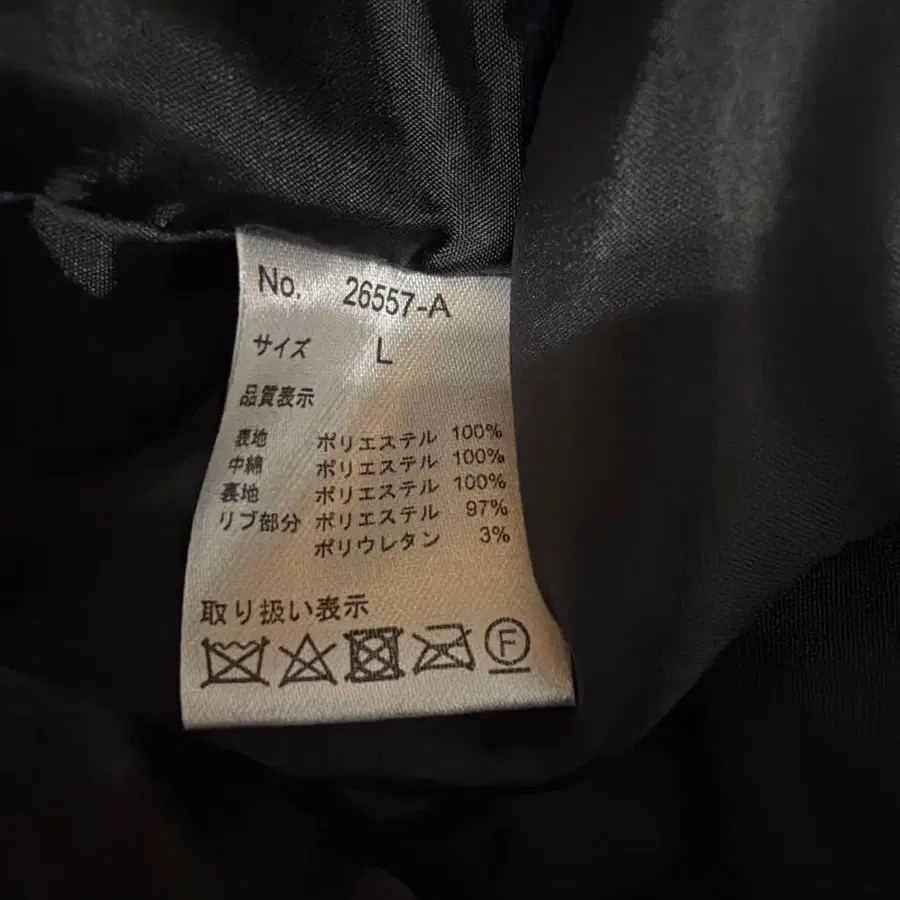 No. 26557-A
サイズ L
品質表示
表地 ポリエステル 100%
中綿 ポリエステル 100%
裏地 ポリエステル 100%
リブ部分 ポリエステル 97%
ポリウレタン 3%
取り扱い表示
F